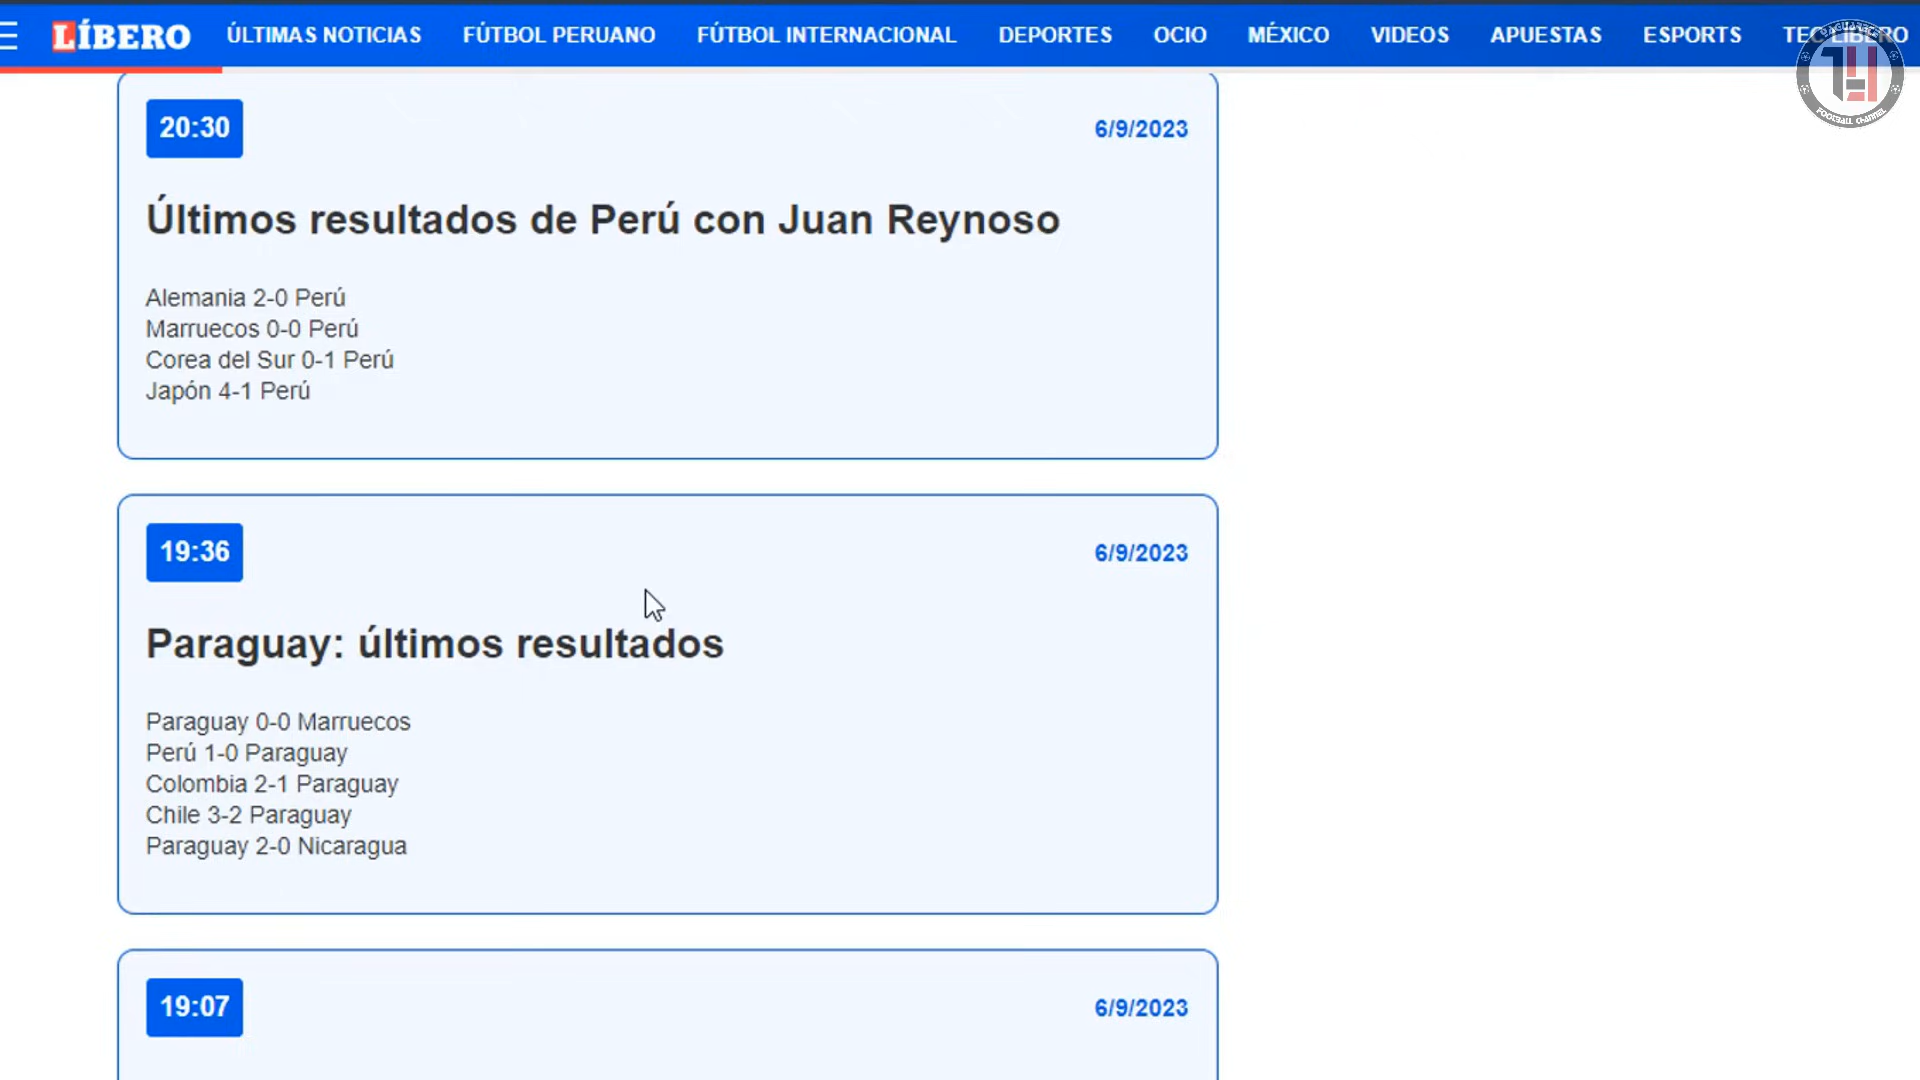 LÍBERO
ÚLTIMAS NOTICIAS
FÚTBOL PERUANO
FÚTBOL INTERNACIONAL
DEPORTES
OCIO
MÉXICO
VIDEOS
APUESTAS
ESPORTS
TEC LÍBERO
FOOTBALL CHANNEL
20:30
6/9/2023
Últimos resultados de Perú con Juan Reynoso
Alemania 2-0 Perú
Marruecos 0-0 Perú
Corea del Sur 0-1 Perú
Japón 4-1 Perú
19:36
6/9/2023
Paraguay: últimos resultados
Paraguay 0-0 Marruecos
Perú 1-0 Paraguay
Colombia 2-1 Paraguay
Chile 3-2 Paraguay
Paraguay 2-0 Nicaragua
19:07
6/9/2023